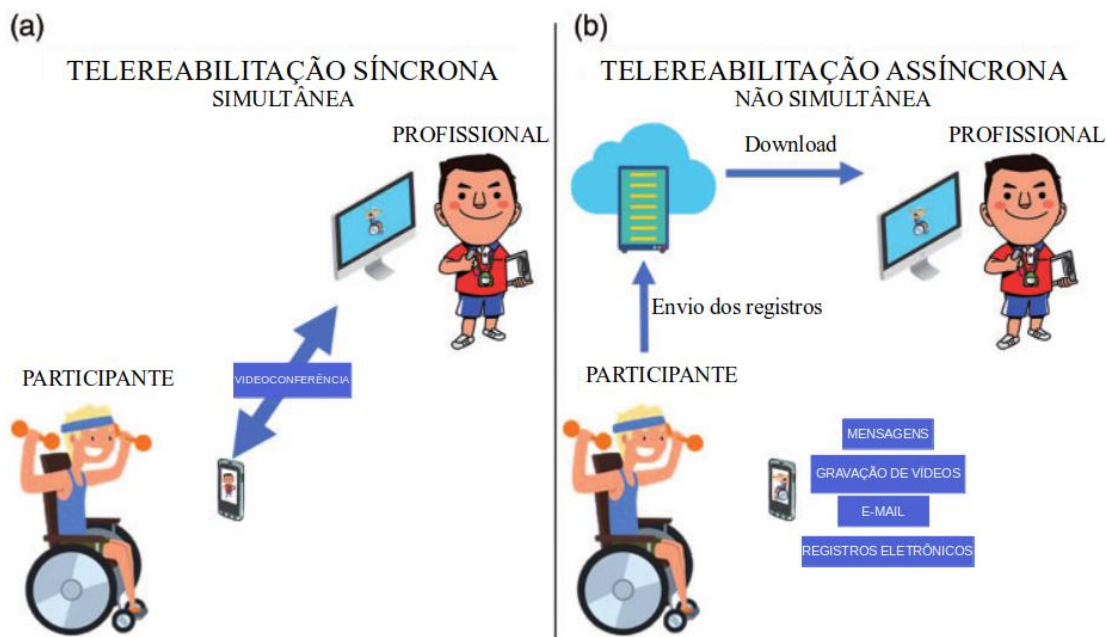 (a)
TELEREABILITAÇÃO SÍNCRONA
SIMULTÂNEA
PROFISSIONAL
VIDEOCONFERÊNCIA
PARTICIPANTE
(b)
TELEREABILITAÇÃO ASSÍNCRONA
NÃO SIMULTÂNEA
Download
PROFISSIONAL
Envio dos registros
PARTICIPANTE
MENSAGENS
GRAVAÇÃO DE VÍDEOS
E-MAIL
REGISTROS ELETRÔNICOS